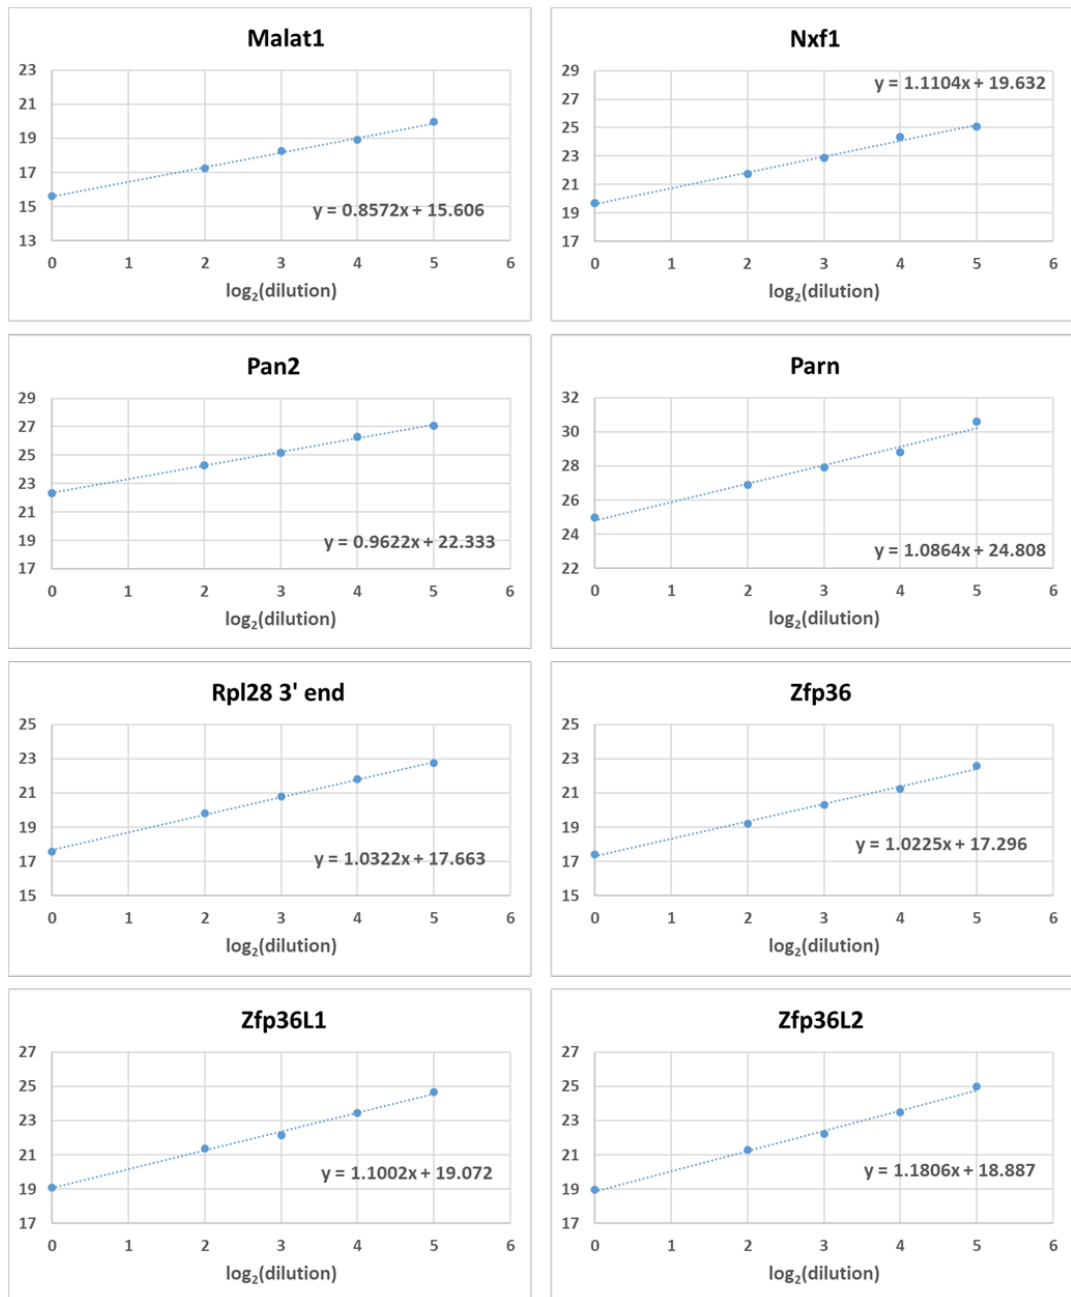 Malat1
23
21
19
17
15
13
y = 0.8572x + 15.606
0 1 2 3 4 5 6
log₂(dilution)
Nxf1
29
27
25
23
21
19
17
y = 1.1104x + 19.632
0 1 2 3 4 5 6
log₂(dilution)
Pan2
29
27
25
23
21
19
17
y = 0.9622x + 22.333
0 1 2 3 4 5 6
log₂(dilution)
Parn
32
30
28
26
24
22
y = 1.0864x + 24.808
0 1 2 3 4 5 6
log₂(dilution)
Rpl28 3' end
25
23
21
19
17
15
y = 1.0322x + 17.663
0 1 2 3 4 5 6
log₂(dilution)
Zfp36
25
23
21
19
17
15
y = 1.0225x + 17.296
0 1 2 3 4 5 6
log₂(dilution)
Zfp36L1
27
25
23
21
19
17
y = 1.1002x + 19.072
0 1 2 3 4 5 6
log₂(dilution)
Zfp36L2
27
25
23
21
19
17
y = 1.1806x + 18.887
0 1 2 3 4 5 6
log₂(dilution)